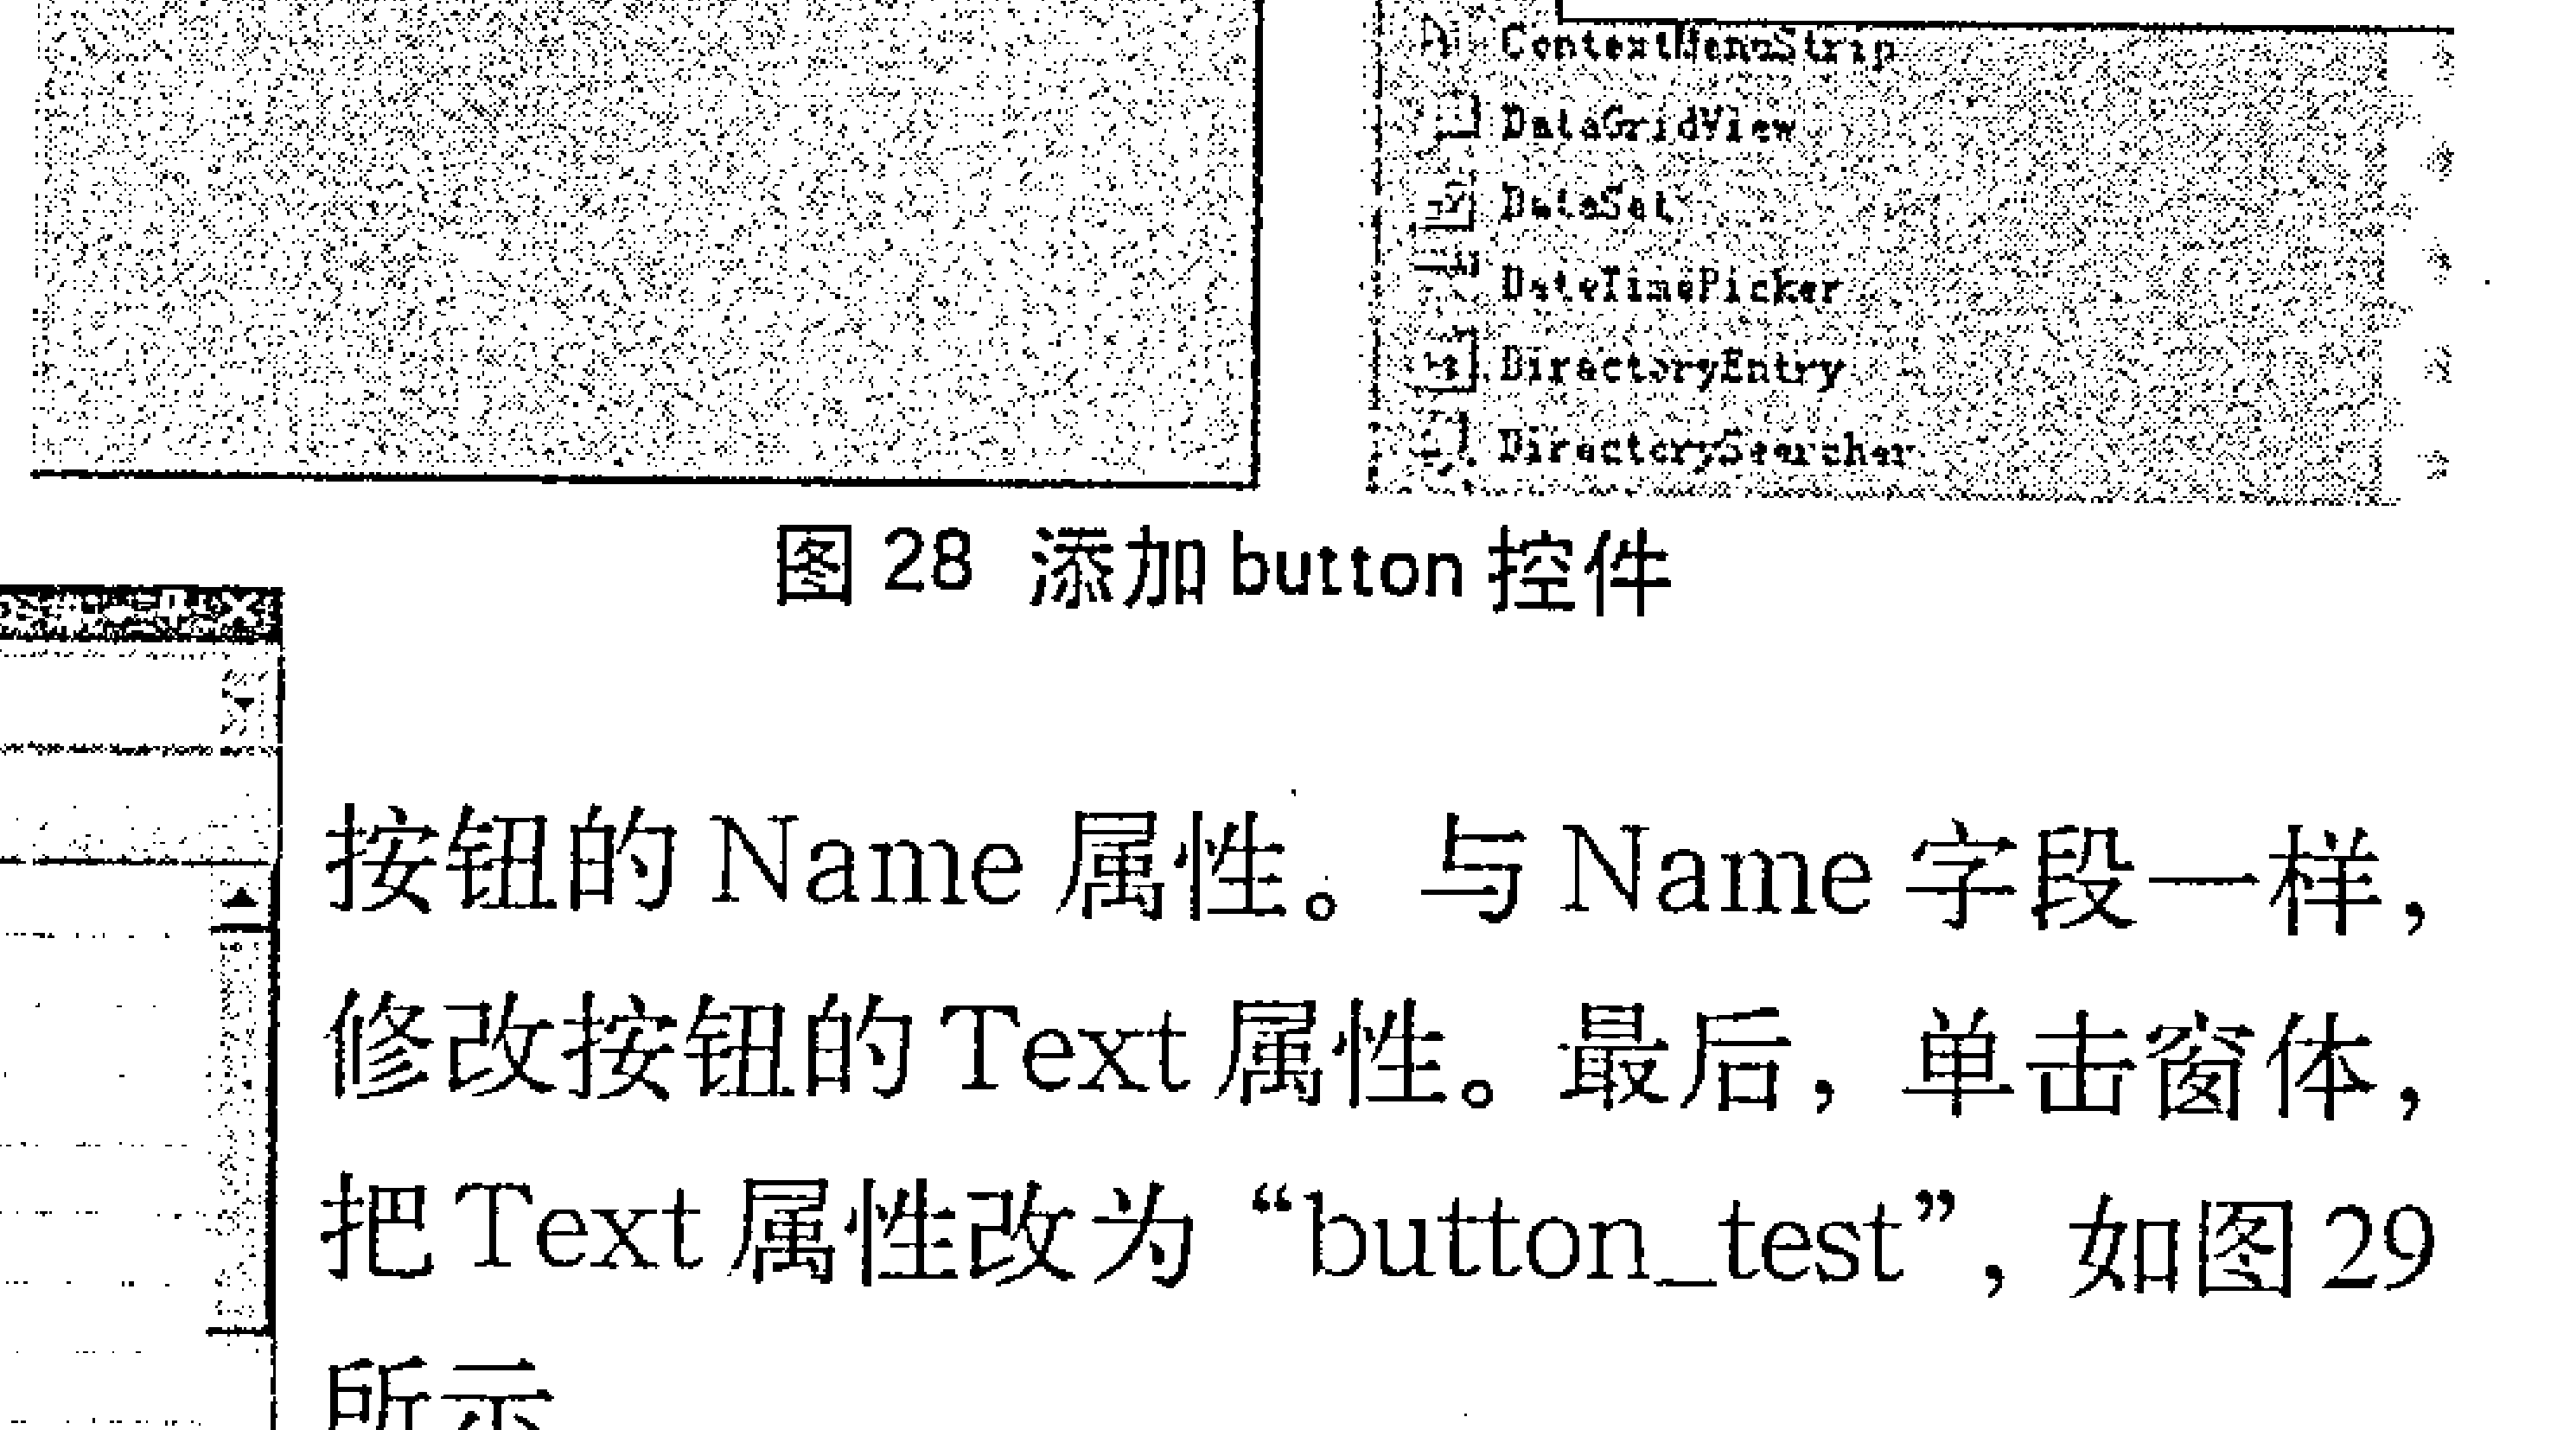 ContextMenuStrip
DataGridView
DataSet
DateTimePicker
DirectoryEntry
DirectorySearcher
图 28 添加 button 控件
按钮的 Name 属性。与 Name 字段一样，
修改按钮的 Text 属性。最后，单击窗体，
把 Text 属性改为“button_test”，如图 29
所示